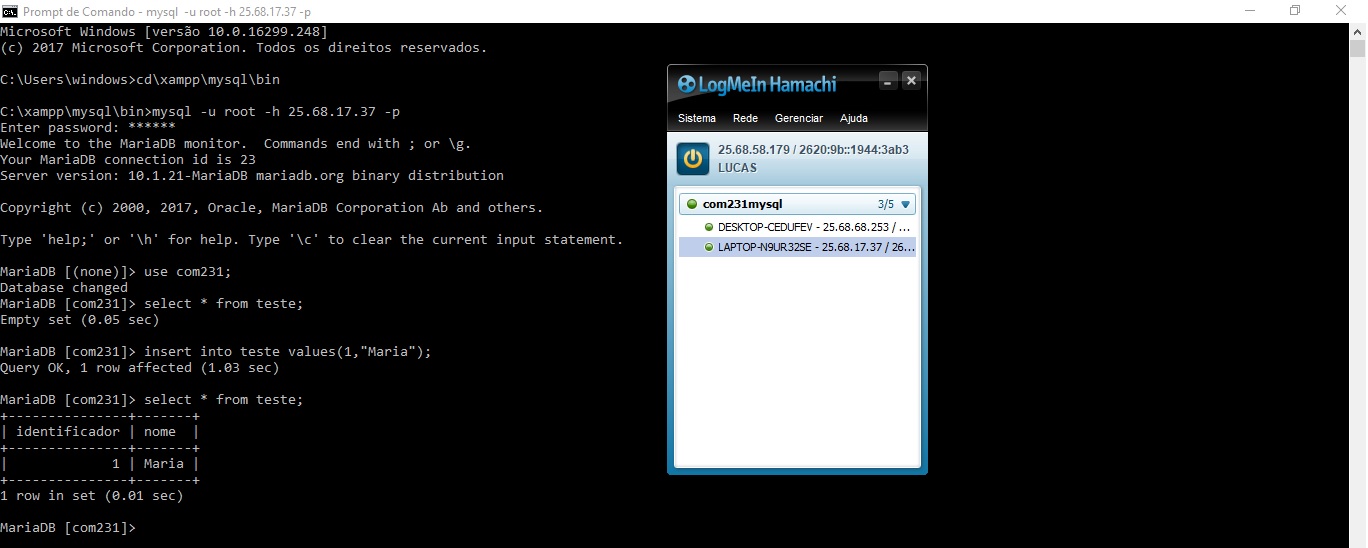 Prompt de Comando - mysql -u root -h 25.68.17.37 -p
Microsoft Windows [versão 10.0.16299.248]
(c) 2017 Microsoft Corporation. Todos os direitos reservados.
C:\Users\windows>cd\xampp\mysql\bin
C:\xampp\mysql\bin>mysql -u root -h 25.68.17.37 -p
Enter password: ******
Welcome to the MariaDB monitor.  Commands end with ; or \g.
Your MariaDB connection id is 23
Server version: 10.1.21-MariaDB mariadb.org binary distribution
Copyright (c) 2000, 2017, Oracle, MariaDB Corporation Ab and others.
Type 'help;' or '\h' for help. Type '\c' to clear the current input statement.
MariaDB [(none)]> use com231;
Database changed
MariaDB [com231]> select * from teste;
Empty set (0.05 sec)
MariaDB [com231]> insert into teste values(1,"Maria");
Query OK, 1 row affected (1.03 sec)
MariaDB [com231]> select * from teste;
+---------------+-------+
| identificador | nome  |
+---------------+-------+
|             1 | Maria |
+---------------+-------+
1 row in set (0.01 sec)
MariaDB [com231]>
LogMeIn Hamachi
Sistema Rede Gerenciar Ajuda
25.68.58.179 / 2620:9b::1944:3ab3
LUCAS
com231mysql 3/5
DESKTOP-CEDUFEV - 25.68.68.253 / ...
LAPTOP-N9UR32SE - 25.68.17.37 / 26...